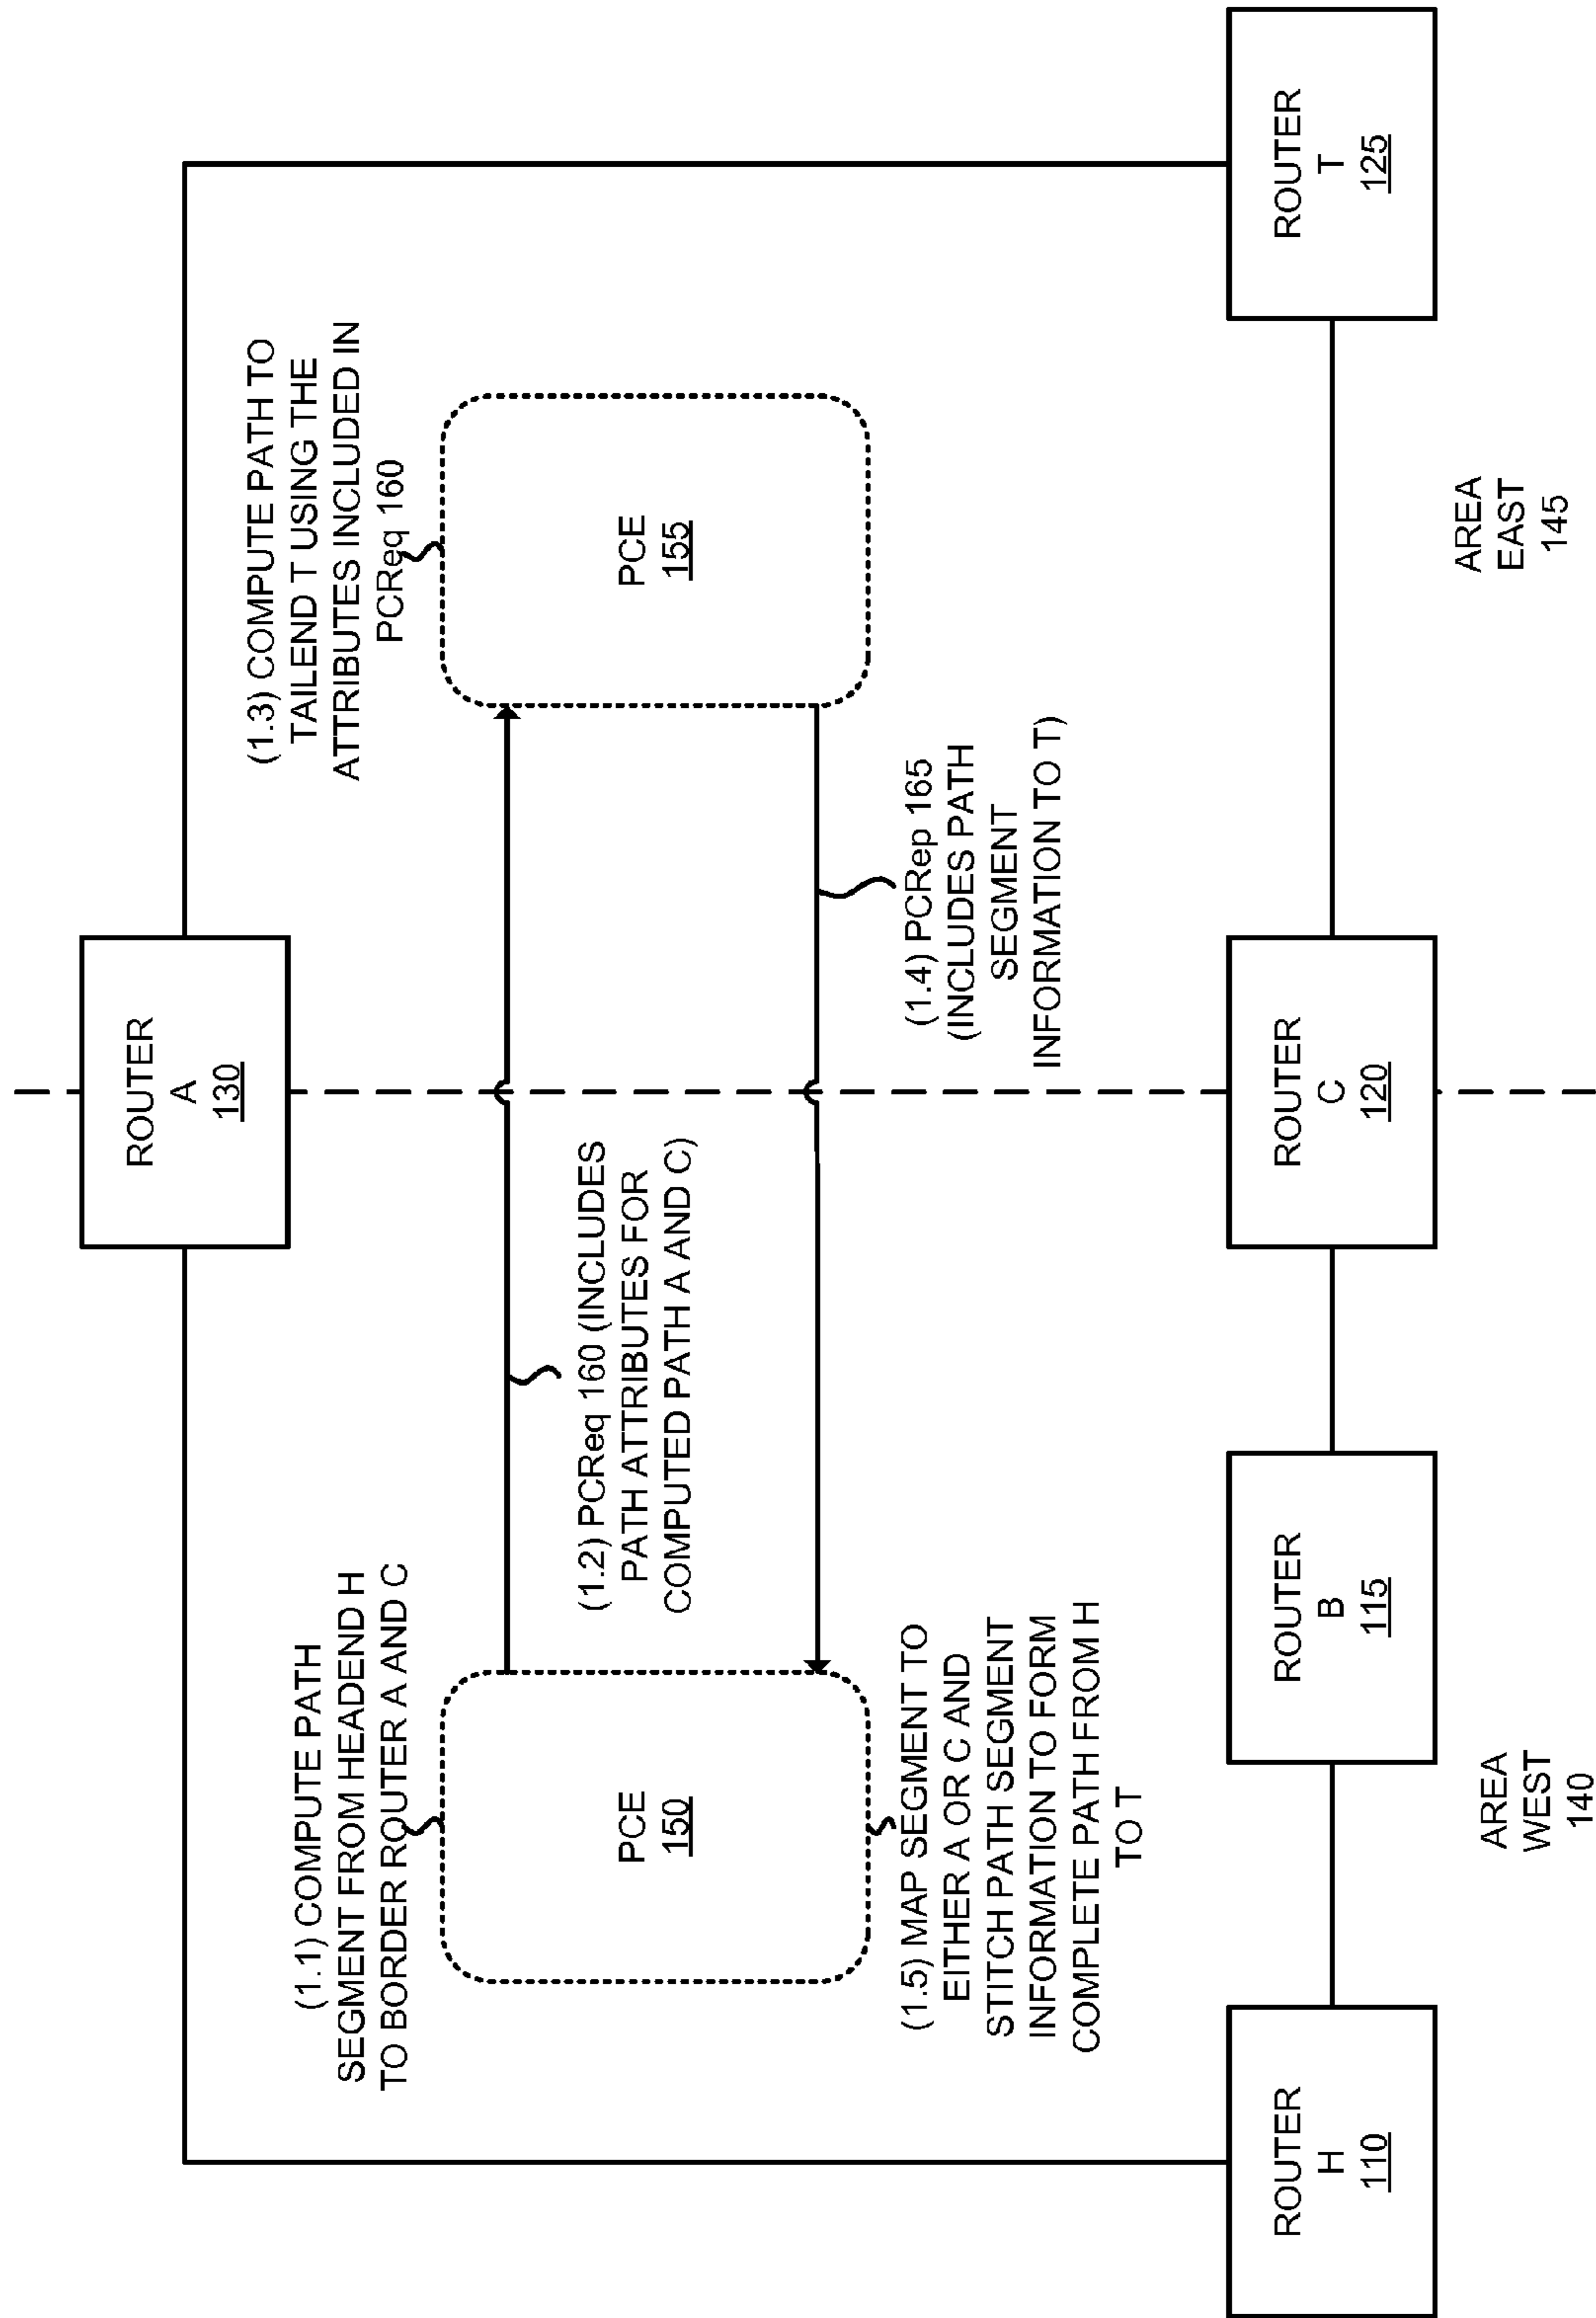 ROUTER
A
130
(1.1) COMPUTE PATH
SEGMENT FROM HEADEND H
TO BORDER ROUTER A AND C
(1.3) COMPUTE PATH TO
TAILEND T USING THE
ATTRIBUTES INCLUDED IN
PCReq 160
PCE
150
(1.2) PCReq 160 (INCLUDES
PATH ATTRIBUTES FOR
COMPUTED PATH A AND C)
PCE
155
(1.5) MAP SEGMENT TO
EITHER A OR C AND
STITCH PATH SEGMENT
INFORMATION TO FORM
COMPLETE PATH FROM H
TO T
(1.4) PCRep 165
(INCLUDES PATH
SEGMENT
INFORMATION TO T)
ROUTER
H
110
ROUTER
B
115
ROUTER
C
120
ROUTER
T
125
AREA
WEST
140
AREA
EAST
145